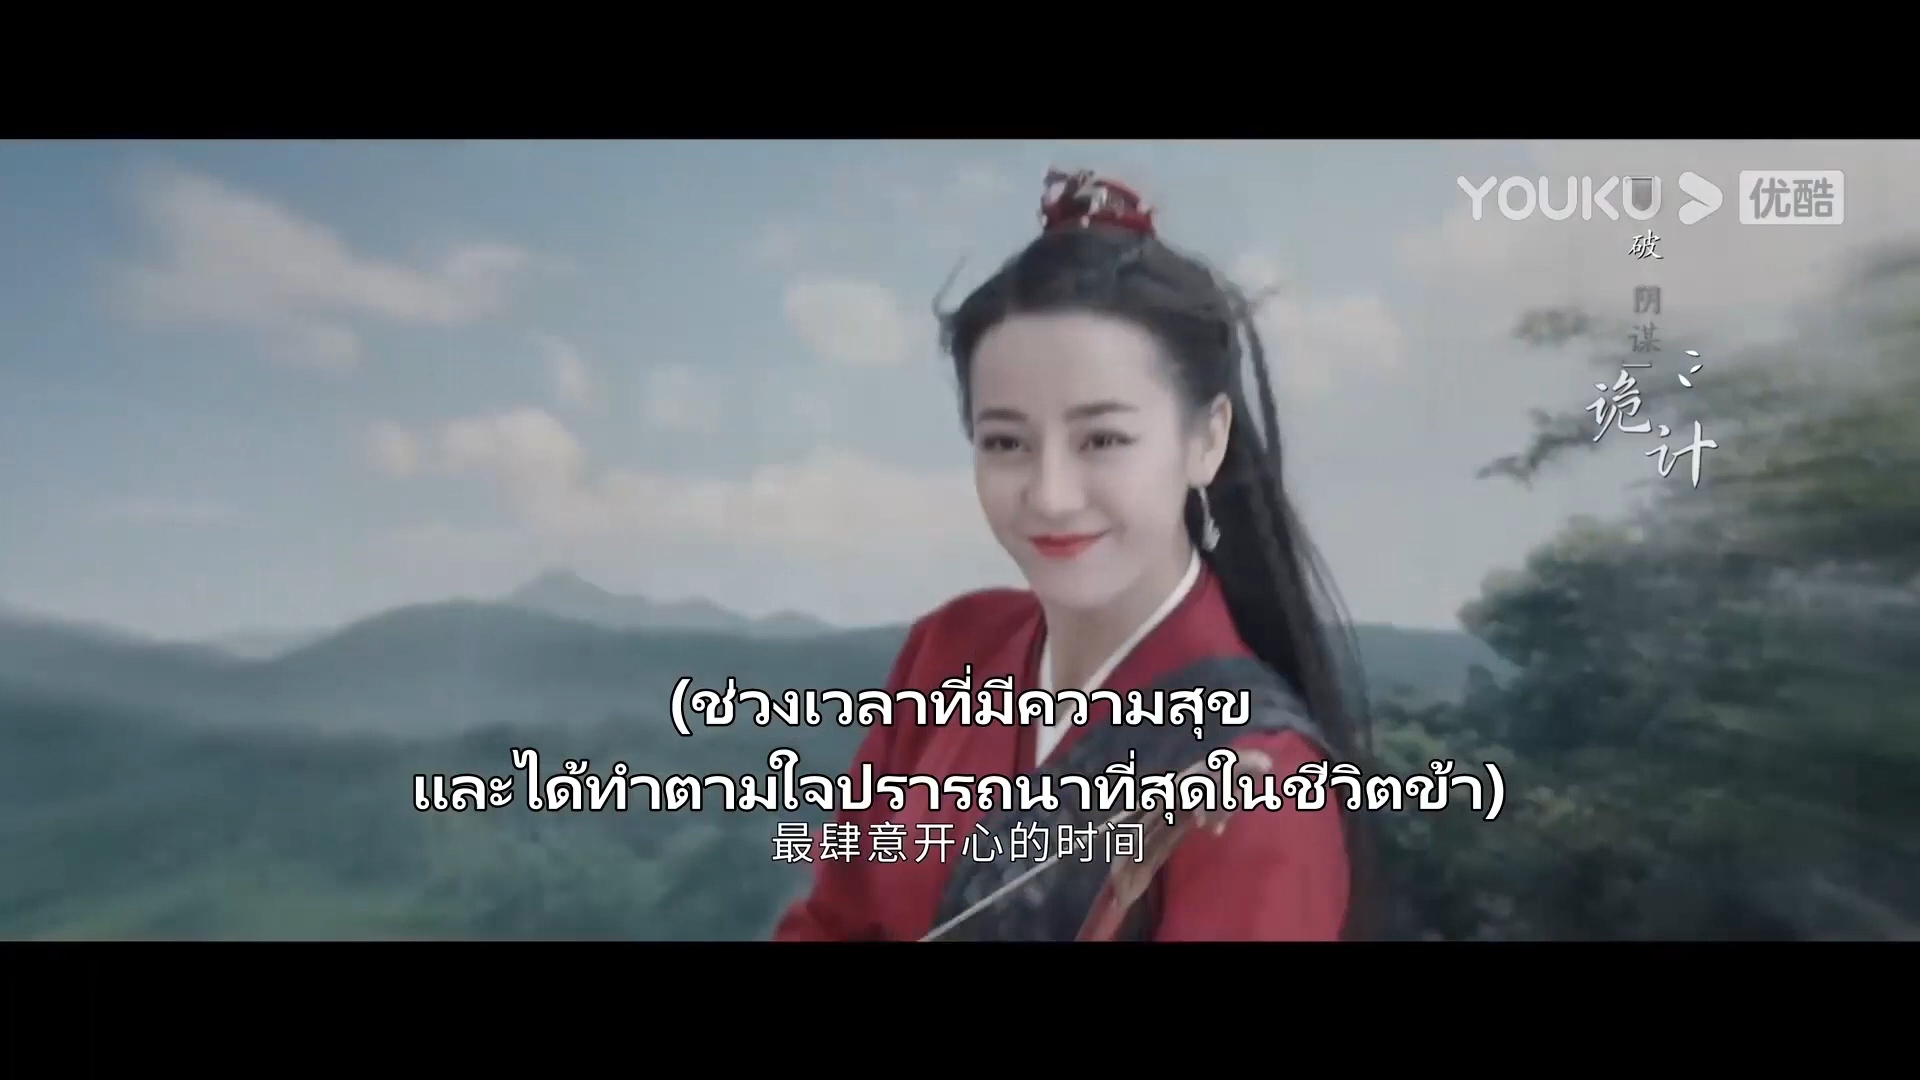 YOUKU 优酷
破
阴谋
诡计
(ช่วงเวลาที่มีความสุข
และได้ทำตามใจปรารถนาที่สุดในชีวิตข้า)
最肆意开心的时间